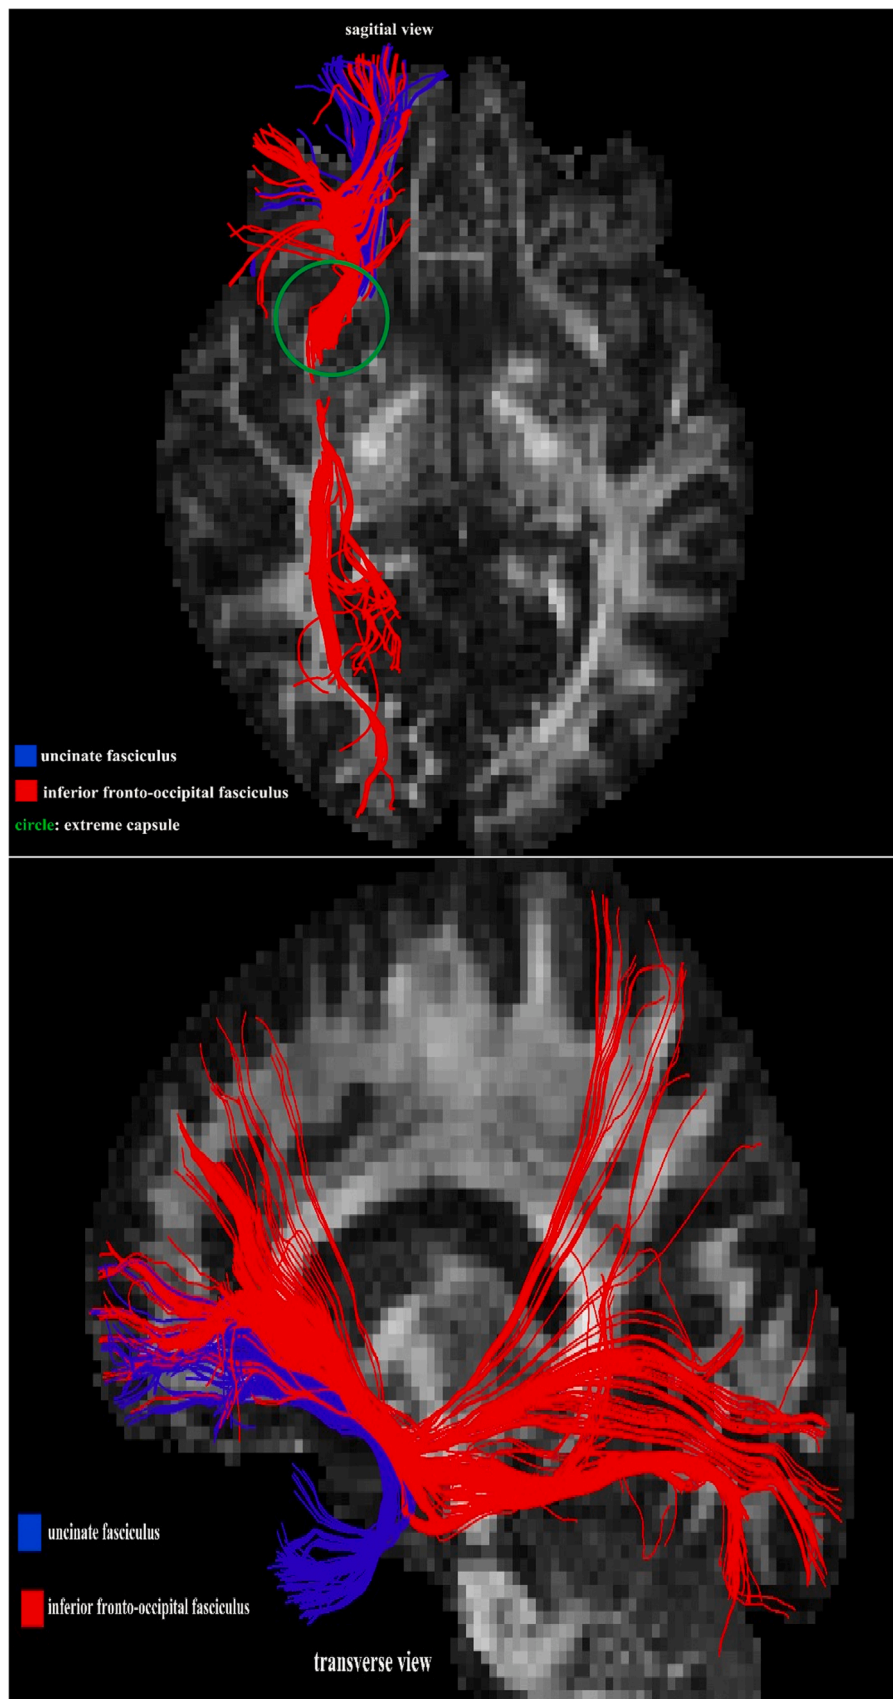 sagitial view
uncinate fasciculus
inferior fronto-occipital fasciculus
circle: extreme capsule
uncinate fasciculus
inferior fronto-occipital fasciculus
transverse view